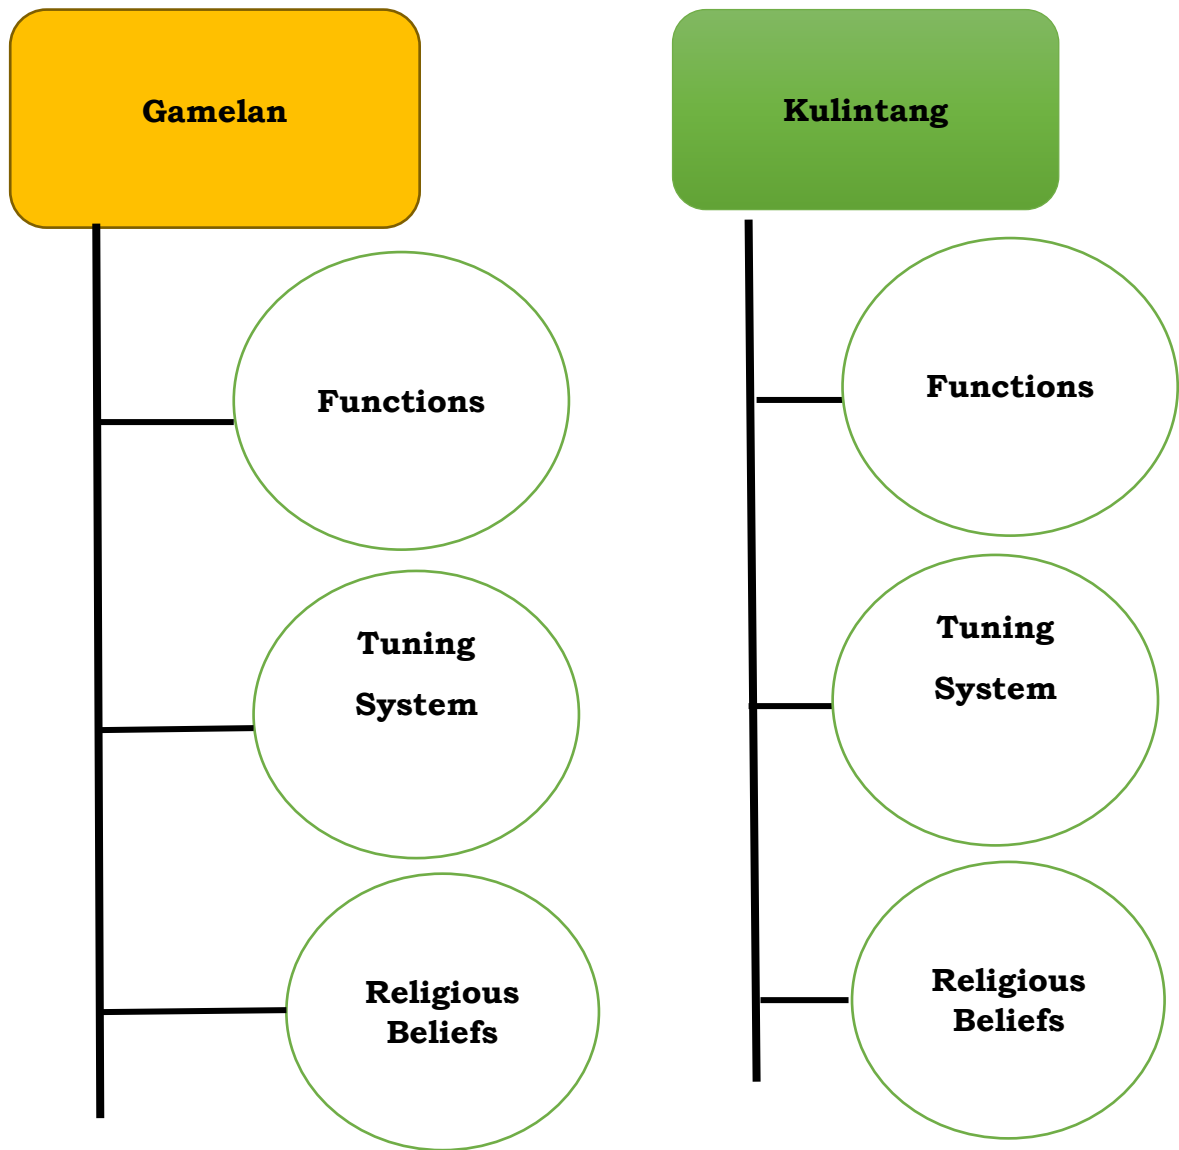 Gamelan
Functions
Tuning
System
Religious
Beliefs
Kulintang
Functions
Tuning
System
Religious
Beliefs